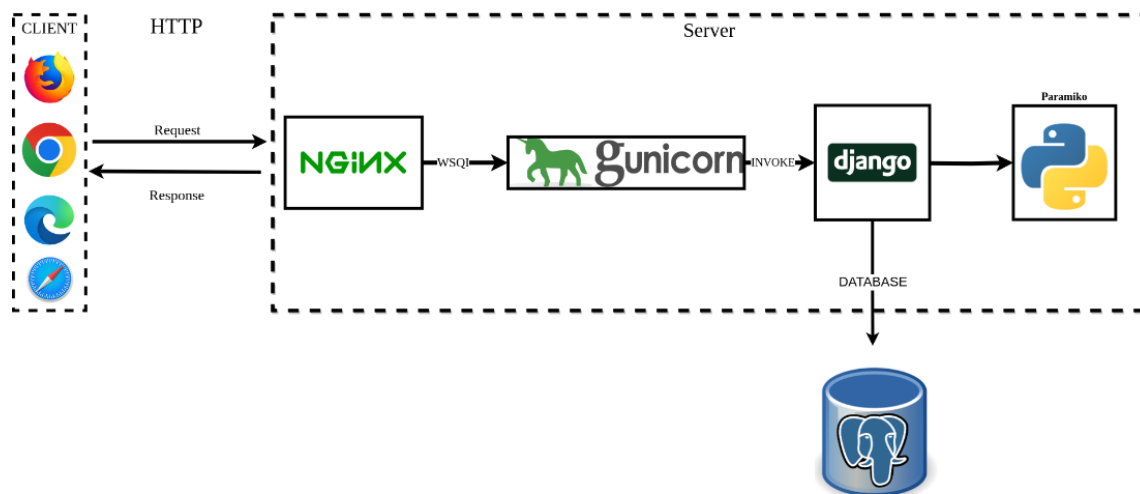 CLIENT
HTTP
Server
Request
Response
NGiNX
WSQI
gunicorn
INVOKE
django
Paramiko
DATABASE